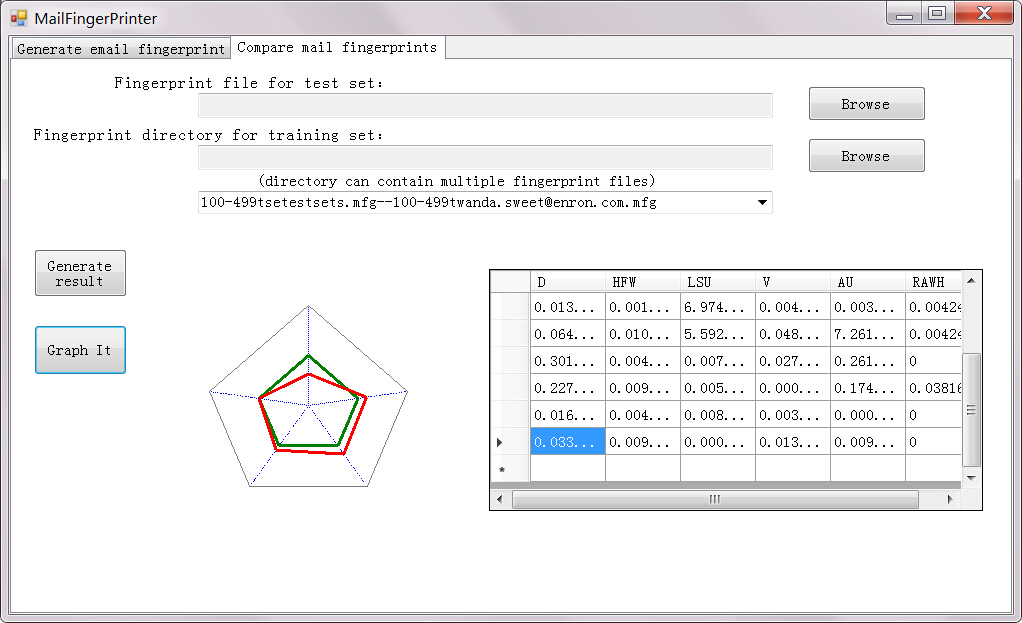 MailFingerPrinter
Generate email fingerprint Compare mail fingerprints
Fingerprint file for test set:
Browse
Fingerprint directory for training set:
Browse
(directory can contain multiple fingerprint files)
100-499tsetestsets.mfg--100-499twanda.sweet@enron.com.mfg
Generate
result
Graph It
D HFW LSU V AU RAWH
0.013... 0.001... 6.974... 0.004... 0.003... 0.00424
0.064... 0.010... 5.592... 0.048... 7.261... 0.00424
0.301... 0.004... 0.007... 0.027... 0.261... 0
0.227... 0.009... 0.005... 0.000... 0.174... 0.03816
0.016... 0.004... 0.008... 0.003... 0.000... 0
0.033... 0.009... 0.000... 0.013... 0.009... 0